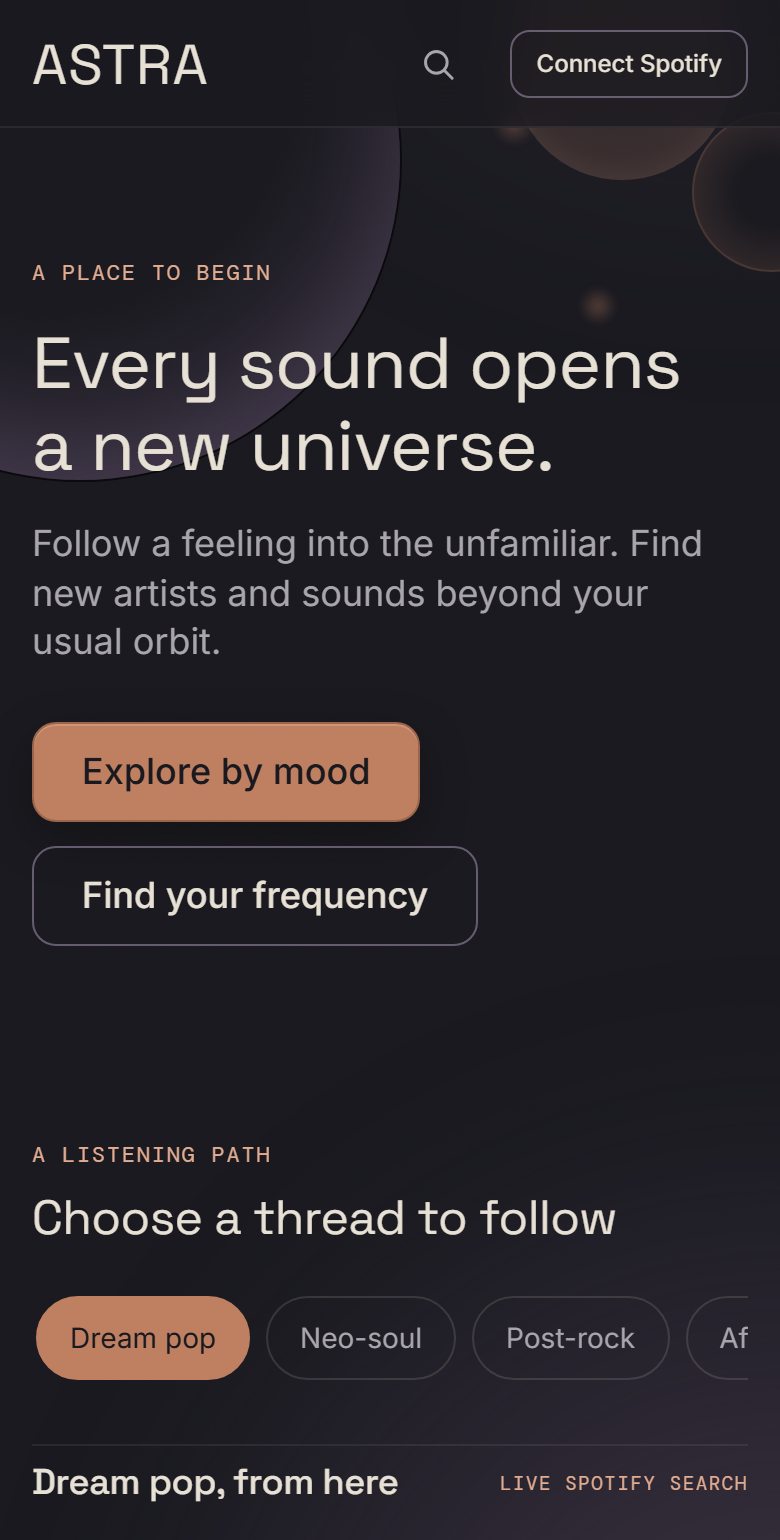 ASTRA
Connect Spotify
A PLACE TO BEGIN
Every sound opens
a new universe.
Follow a feeling into the unfamiliar. Find
new artists and sounds beyond your
usual orbit.
Explore by mood
Find your frequency
A LISTENING PATH
Choose a thread to follow
Dream pop
Neo-soul
Post-rock
Af
Dream pop, from here
LIVE SPOTIFY SEARCH